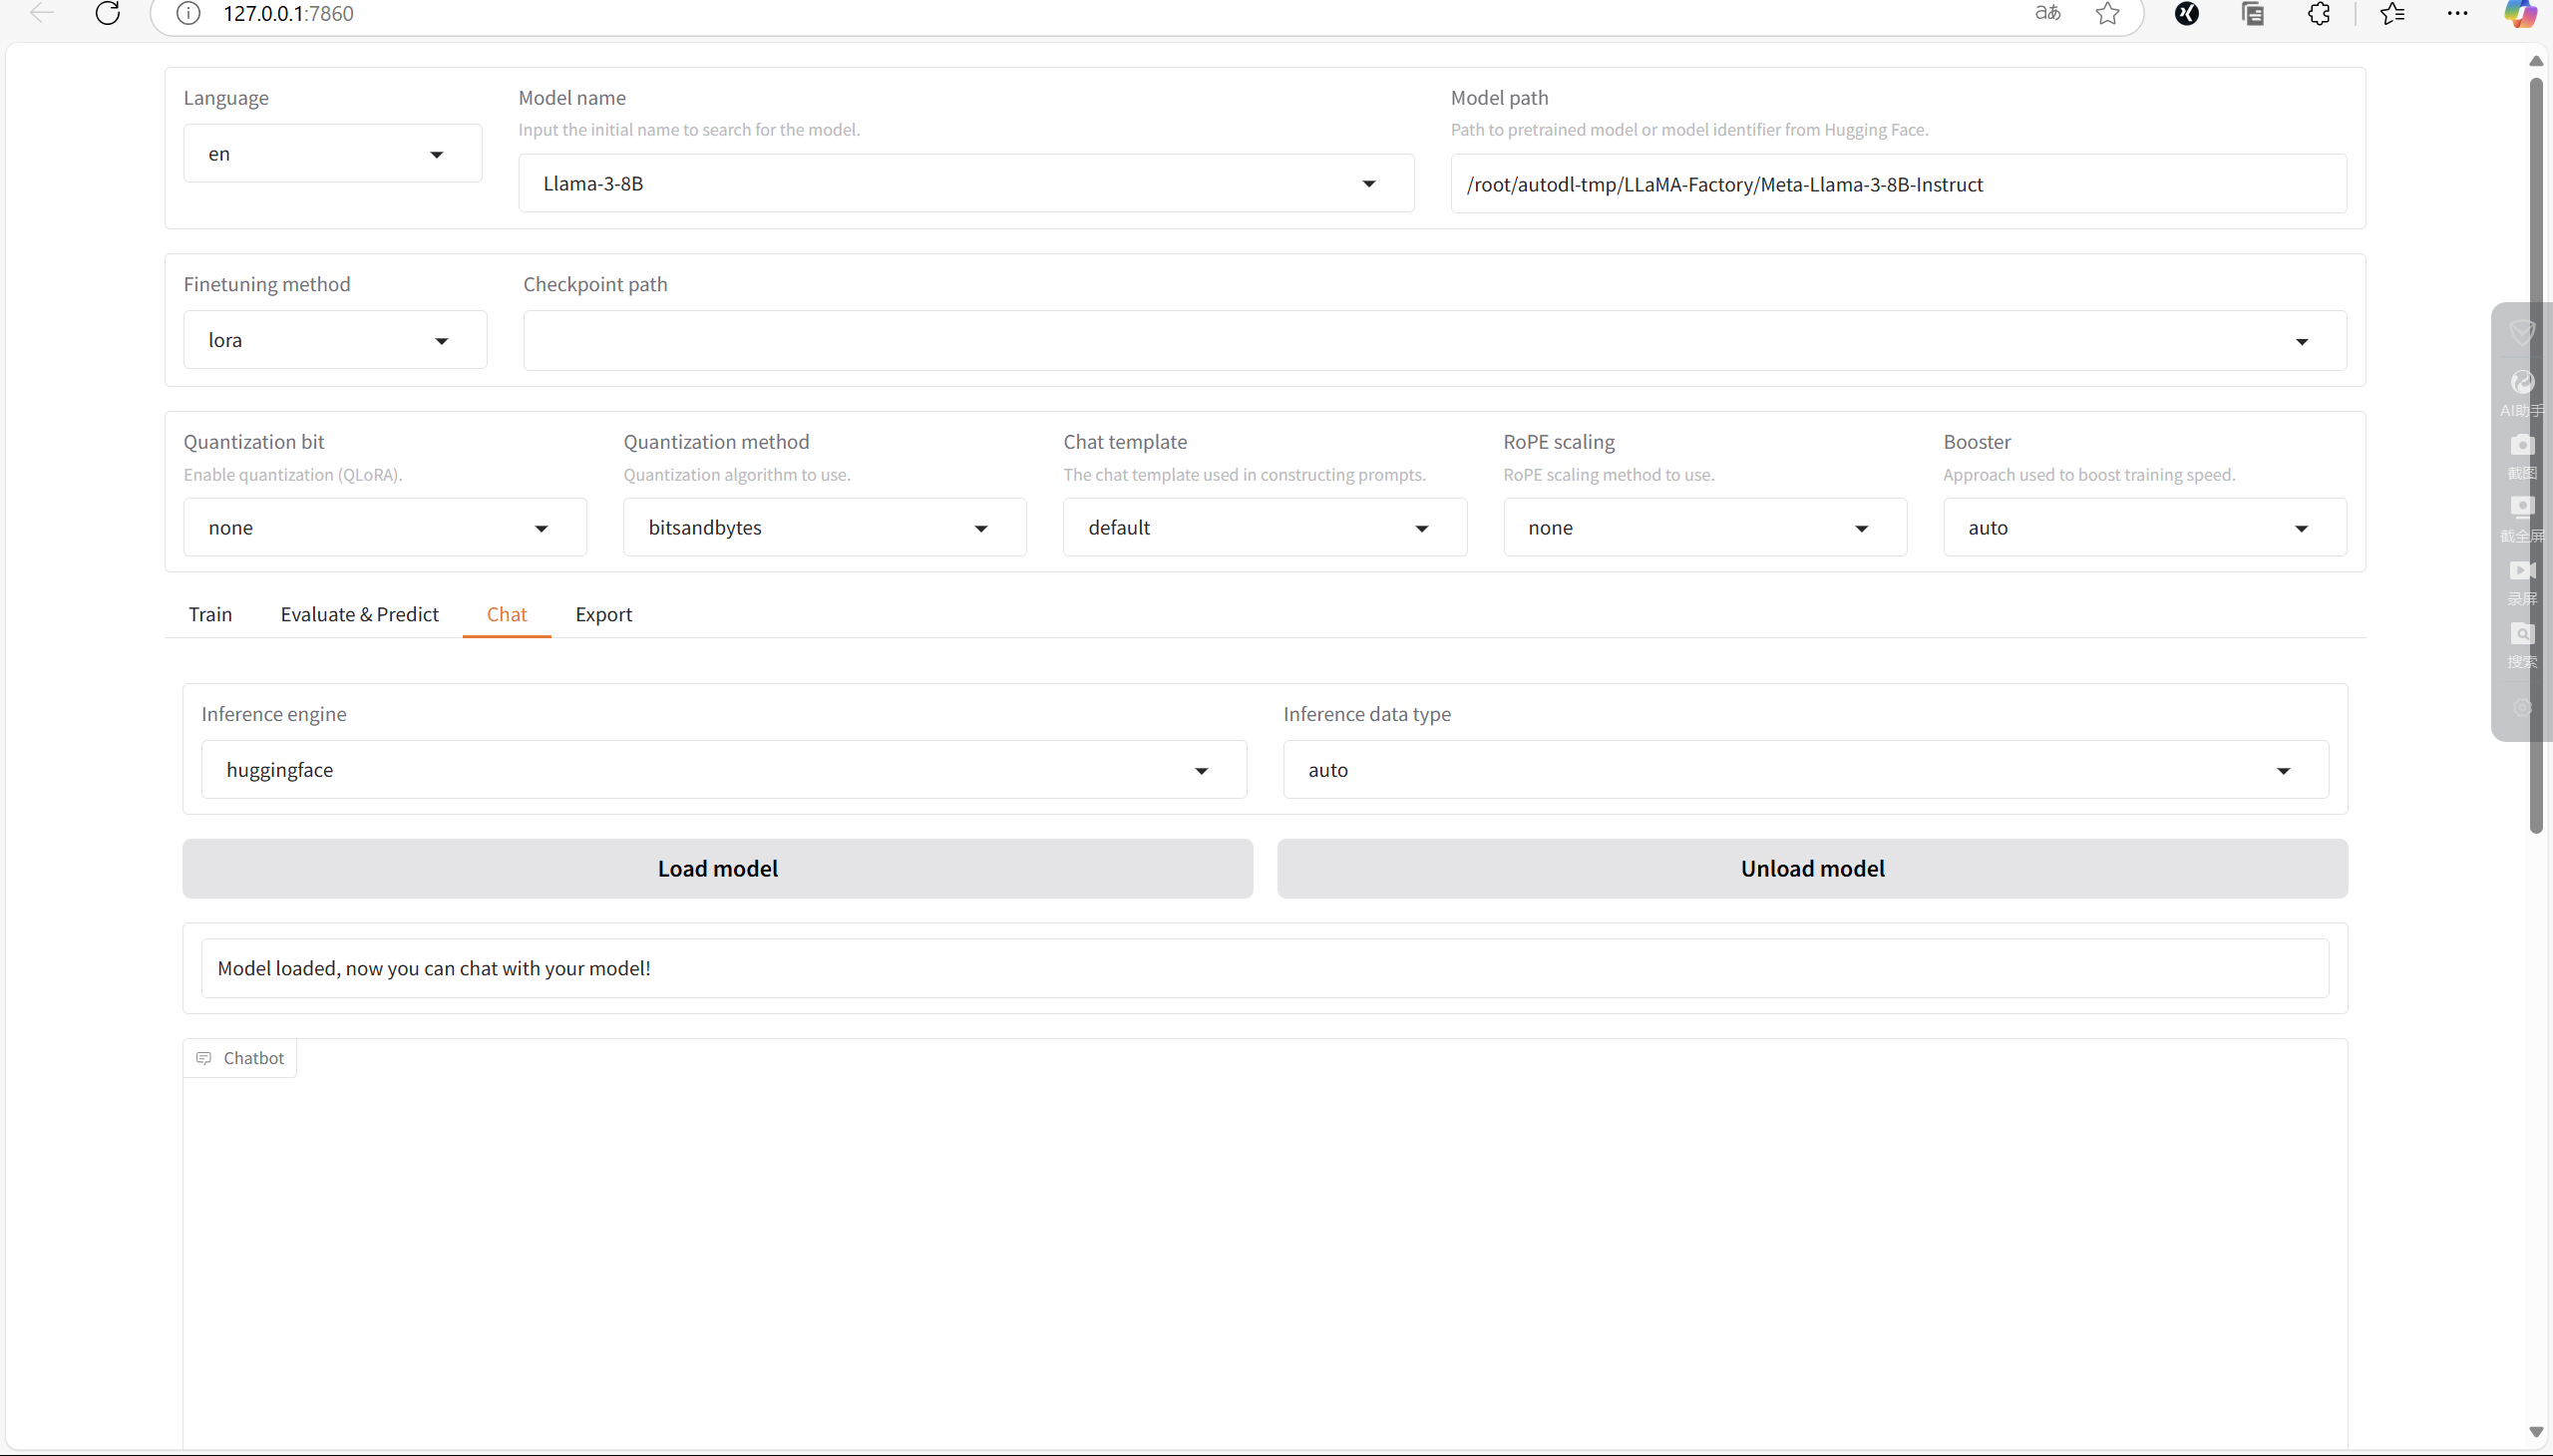 127.0.0.1:7860
aあ
Language
Model name
Model path
Input the initial name to search for the model.
Path to pretrained model or model identifier from Hugging Face.
en
Llama-3-8B
/root/autodl-tmp/LLaMA-Factory/Meta-Llama-3-8B-Instruct
Finetuning method
Checkpoint path
lora
Quantization bit
Quantization method
Chat template
RoPE scaling
Booster
Enable quantization (QLoRA).
Quantization algorithm to use.
The chat template used in constructing prompts.
RoPE scaling method to use.
Approach used to boost training speed.
none
bitsandbytes
default
none
auto
Train
Evaluate & Predict
Chat
Export
Inference engine
Inference data type
huggingface
auto
Load model
Unload model
Model loaded, now you can chat with your model!
Chatbot
AI助手
截图
截全屏
录屏
搜索